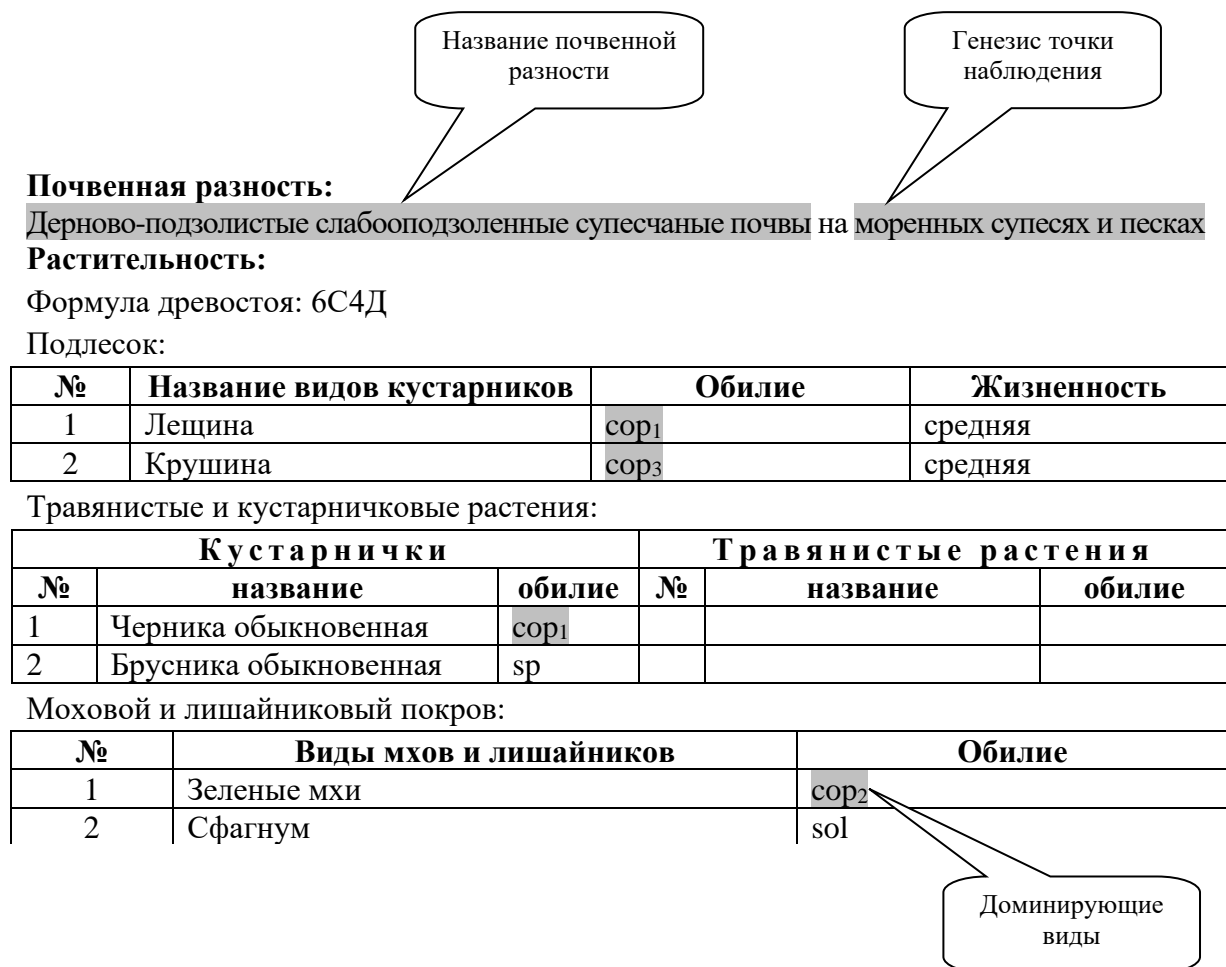 Название почвенной
разности
Генезис точки
наблюдения
Почвенная разность:
Дерново-подзолистые слабооподзоленные супесчаные почвы на моренных супесях и песках
Растительность:
Формула древостоя: 6С4Д
Подлесок:
№ Название видов кустарников Обилие Жизненность
1 Лещина cop₁ средняя
2 Крушина cop₃ средняя
Травянистые и кустарничковые растения:
Кустарнички Травянистые растения
№ название обилие № название обилие
1 Черника обыкновенная cop₁
2 Брусника обыкновенная sp
Моховой и лишайниковый покров:
№ Виды мхов и лишайников Обилие
1 Зеленые мхи cop₂
2 Сфагнум sol
Доминирующие
виды